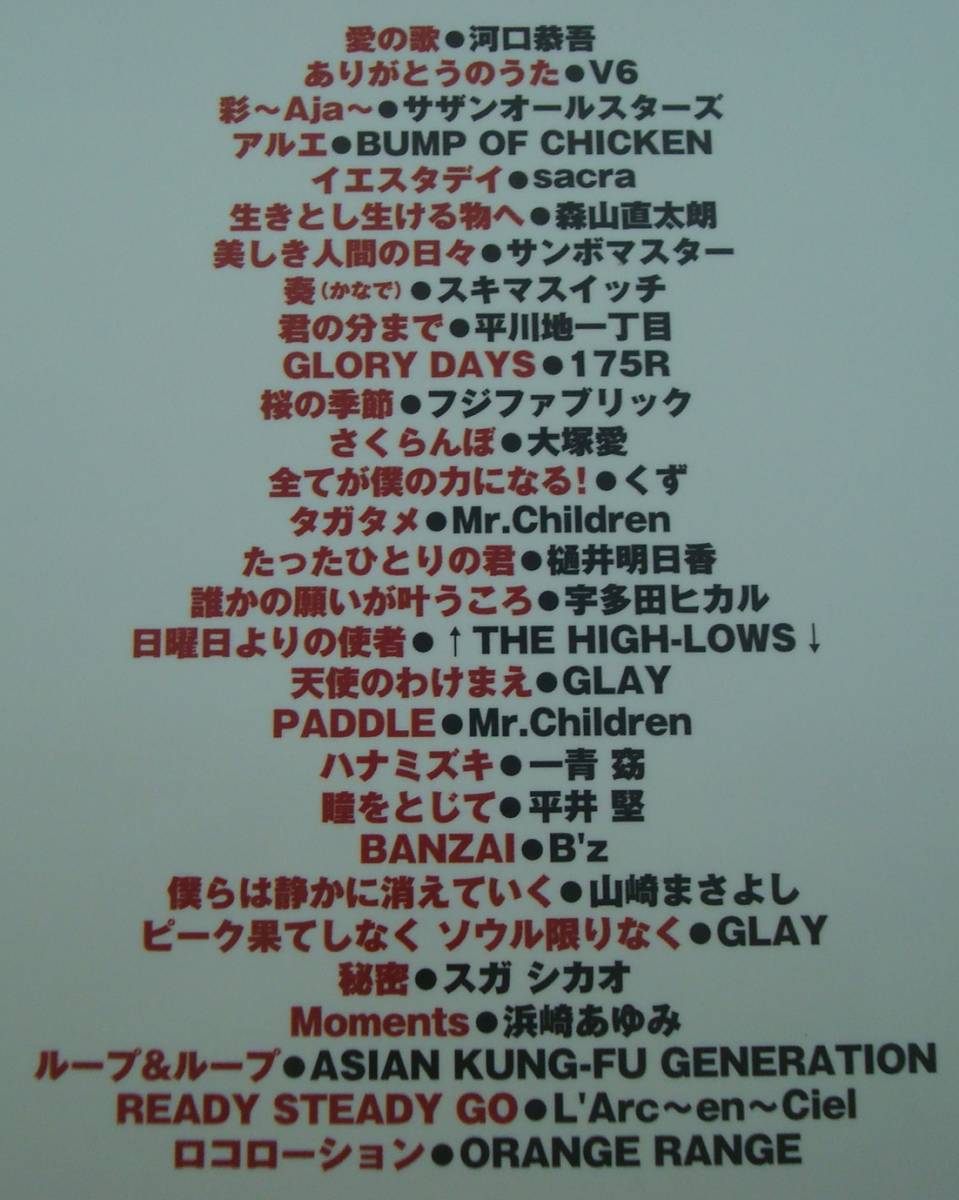 愛の歌●河口恭吾
ありがとうのうた●V6
彩～Aja～●サザンオールスターズ
アルエ●BUMP OF CHICKEN
イエスタデイ●sacra
生きとし生ける物へ●森山直太朗
美しき人間の日々●サンボマスター
奏(かなで)●スキマスイッチ
君の分まで●平川地一丁目
GLORY DAYS●175R
桜の季節●フジファブリック
さくらんぼ●大塚愛
全てが僕の力になる!●くず
タガタメ●Mr.Children
たったひとりの君●樋井明日香
誰かの願いが叶うころ●宇多田ヒカル
日曜日よりの使者●↑THE HIGH-LOWS↓
天使のわけまえ●GLAY
PADDLE●Mr.Children
ハナミズキ●一青 窈
瞳をとじて●平井 堅
BANZAI●B'z
僕らは静かに消えていく●山崎まさよし
ピーク果てしなく ソウル限りなく●GLAY
秘密●スガ シカオ
Moments●浜崎あゆみ
ループ&ループ●ASIAN KUNG-FU GENERATION
READY STEADY GO●L'Arc～en～Ciel
ロコローション●ORANGE RANGE